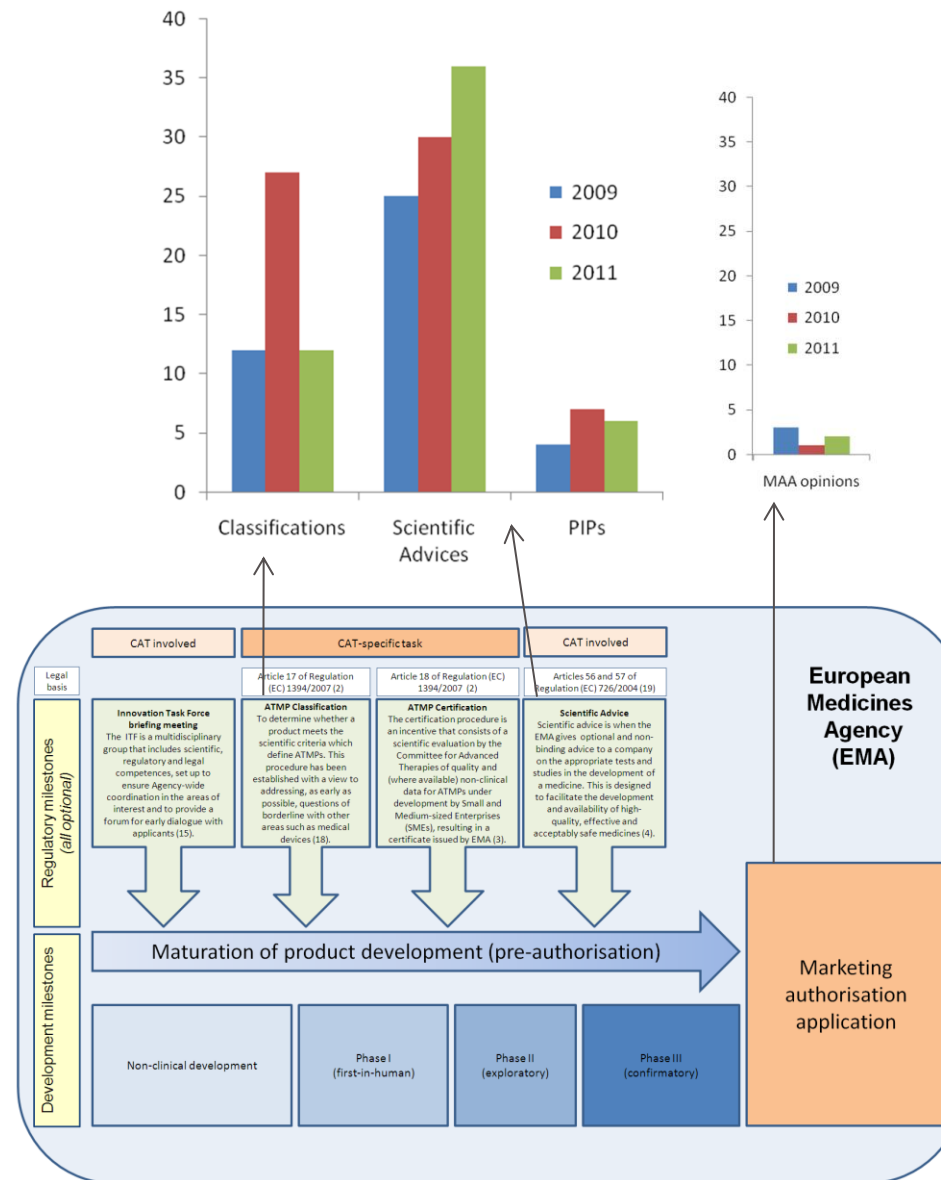 40
35
30
25
20
15
10
5
0
2009
2010
2011
Classifications
Scientific
Advices
PIPs
40
35
30
25
20
15
10
5
0
2009
2010
2011
MAA opinions
CAT involved
CAT-specific task
CAT involved
Legal
basis
Article 17 of Regulation
(EC) 1394/2007 (2)
Article 18 of Regulation (EC)
1394/2007 (2)
Articles 56 and 57 of
Regulation (EC) 726/2004 (19)
European
Medicines
Agency
(EMA)
Regulatory milestones
(all optional)
Innovation Task Force
briefing meeting
The ITF is a multidisciplinary
group that includes scientific,
regulatory and legal
competences, set up to
ensure Agency-wide
coordination in the areas of
interest and to provide a
forum for early dialogue with
applicants (15).
ATMP Classification
To determine whether a
product meets the
scientific criteria which
define ATMPs. This
procedure has been
established with a view to
addressing, as early as
possible, questions of
borderline with other
areas such as medical
devices (18).
ATMP Certification
The certification procedure is
an incentive that consists of a
scientific evaluation by the
Committee for Advanced
Therapies of quality and
(where available) non-clinical
data for ATMPs under
development by Small and
Medium-sized Enterprises
(SMEs), resulting in a
certificate issued by EMA (3).
Scientific Advice
Scientific advice is when the
EMA gives optional and non-
binding advice to a company
on the appropriate tests and
studies in the development of
a medicine. This is designed
to facilitate the development
and availability of high-
quality, effective and
acceptably safe medicines (4).
Maturation of product development (pre-authorisation)
Development milestones
Non-clinical development
Phase I
(first-in-human)
Phase II
(exploratory)
Phase III
(confirmatory)
Marketing
authorisation
application